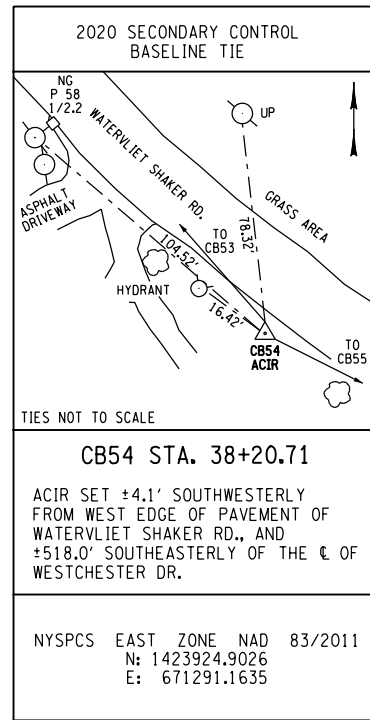 2020 SECONDARY CONTROL
BASELINE TIE
NG
P 58
1/2.2
UP
WATERVLIET SHAKER RD.
GRASS AREA
ASPHALT
DRIVEWAY
TO
CB53
78.32'
104.52'
HYDRANT
16.42'
CB54
ACIR
TO
CB55
TIES NOT TO SCALE
CB54 STA. 38+20.71
ACIR SET ±4.1' SOUTHWESTERLY
FROM WEST EDGE OF PAVEMENT OF
WATERVLIET SHAKER RD., AND
±518.0' SOUTHEASTERLY OF THE ℄ OF
WESTCHESTER DR.
NYSPCS EAST ZONE NAD 83/2011
N: 1423924.9026
E: 671291.1635